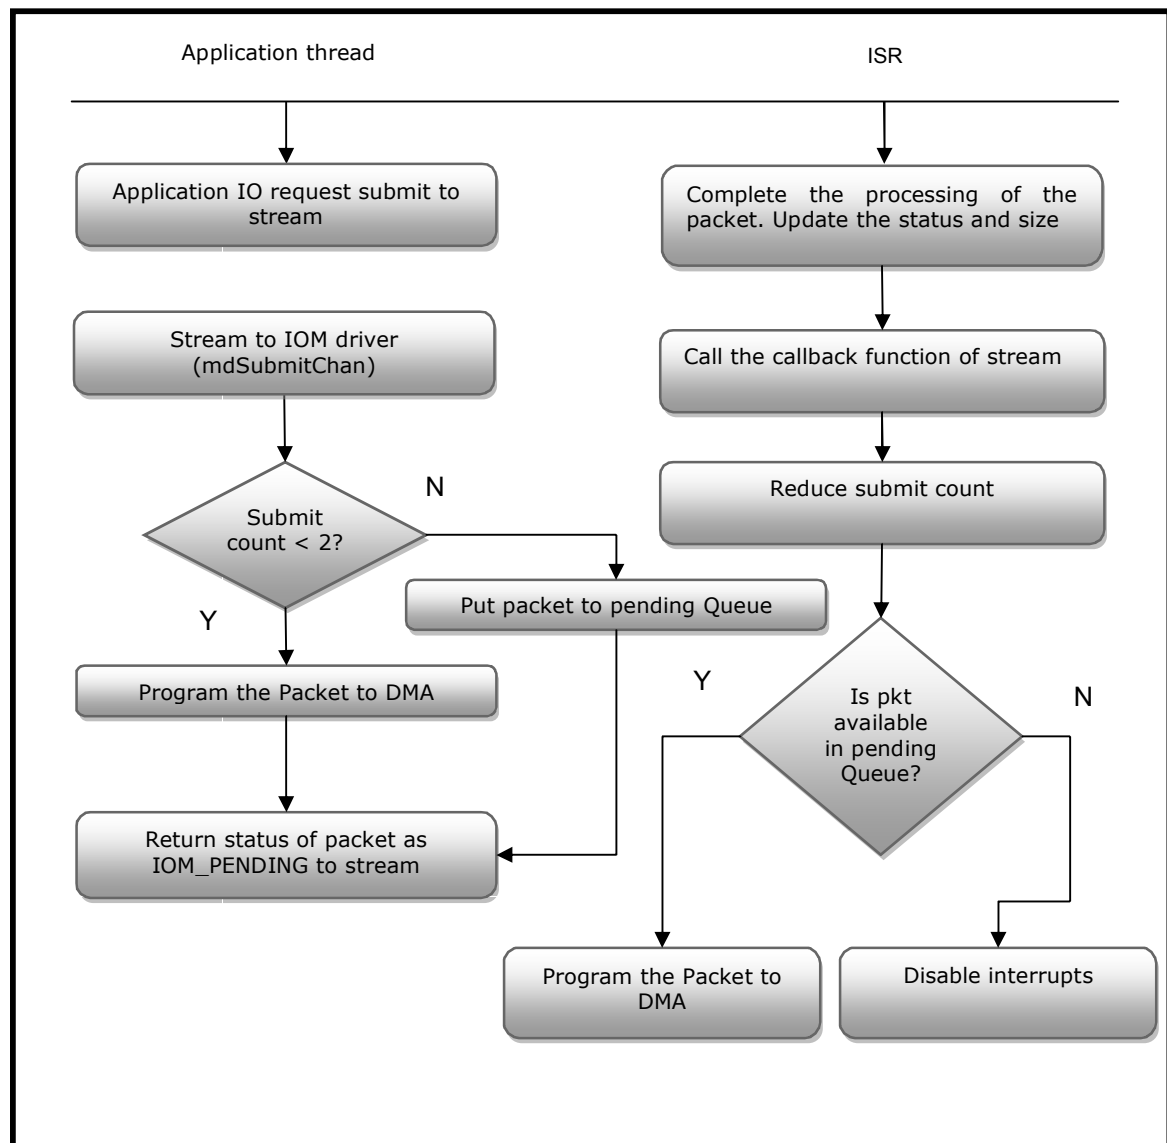 Application thread
ISR
Application IO request submit to
stream
Complete the processing of the
packet. Update the status and size
Stream to IOM driver
(mdSubmitChan)
Call the callback function of stream
Submit
count < 2?
N
Reduce submit count
Y
Put packet to pending Queue
Program the Packet to DMA
Y
Is pkt
available
in pending
Queue?
N
Return status of packet as
IOM_PENDING to stream
Program the Packet to
DMA
Disable interrupts